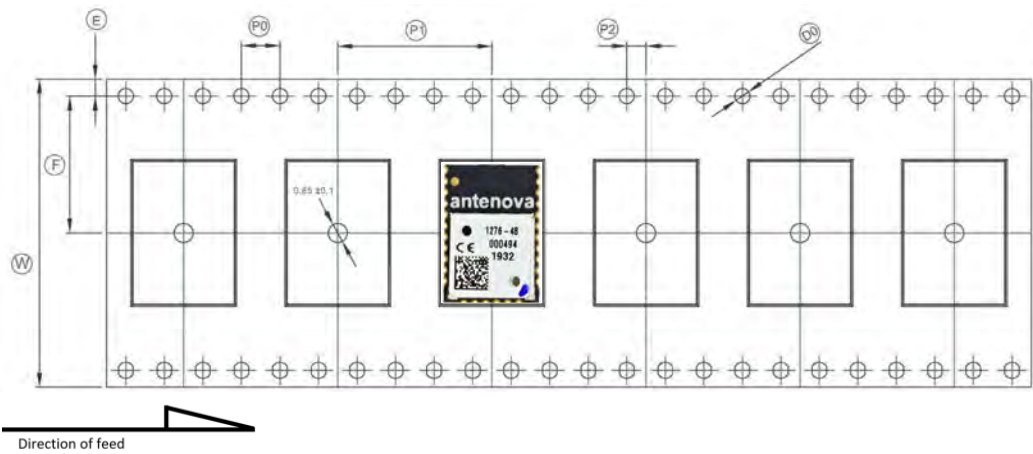 E
P0
P1
P2
D0
F
0.65 ±0.1
antenova
1276-48
CE
000494
1932
W
Direction of feed